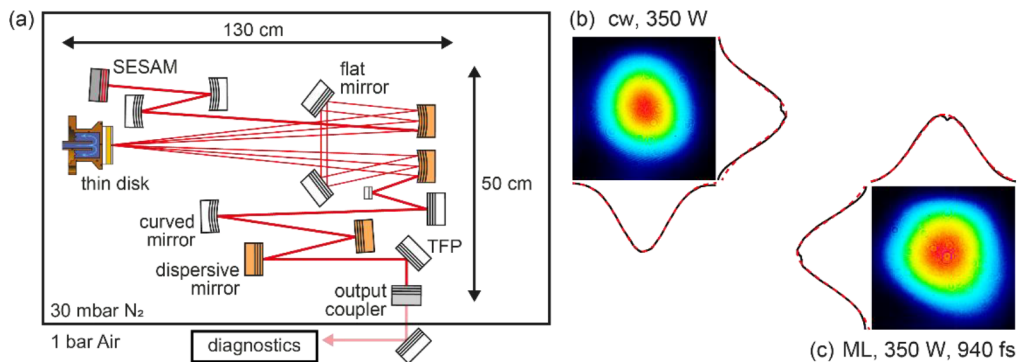 (a)
130 cm
SESAM
flat
mirror
thin disk
50 cm
curved
mirror
TFP
dispersive
mirror
output
coupler
30 mbar N₂
1 bar Air
diagnostics
(b) cw, 350 W
(c) ML, 350 W, 940 fs